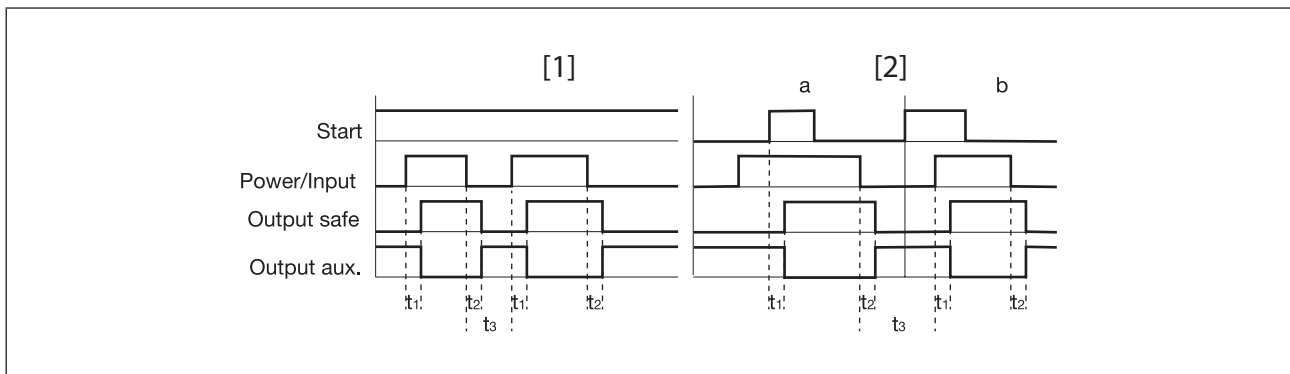 [1] [2]
a b
Start
Power/Input
Output safe
Output aux.
t1 t2 t1 t2 t1 t2 t1 t2
t3 t3